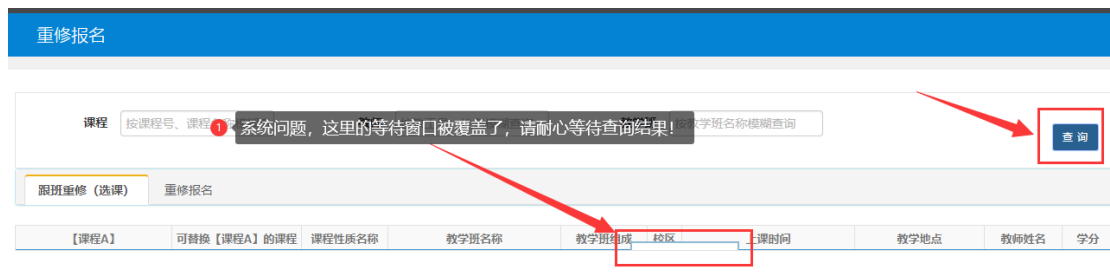 重修报名
课程 按课程号、课程 按教学班名称模糊查询
1 系统问题，这里的等待窗口被覆盖了，请耐心等待查询结果！
查 询
跟班重修（选课） 重修报名
【课程A】 可替换【课程A】的课程 课程性质名称 教学班名称 教学班组成 校区 上课时间 教学地点 教师姓名 学分